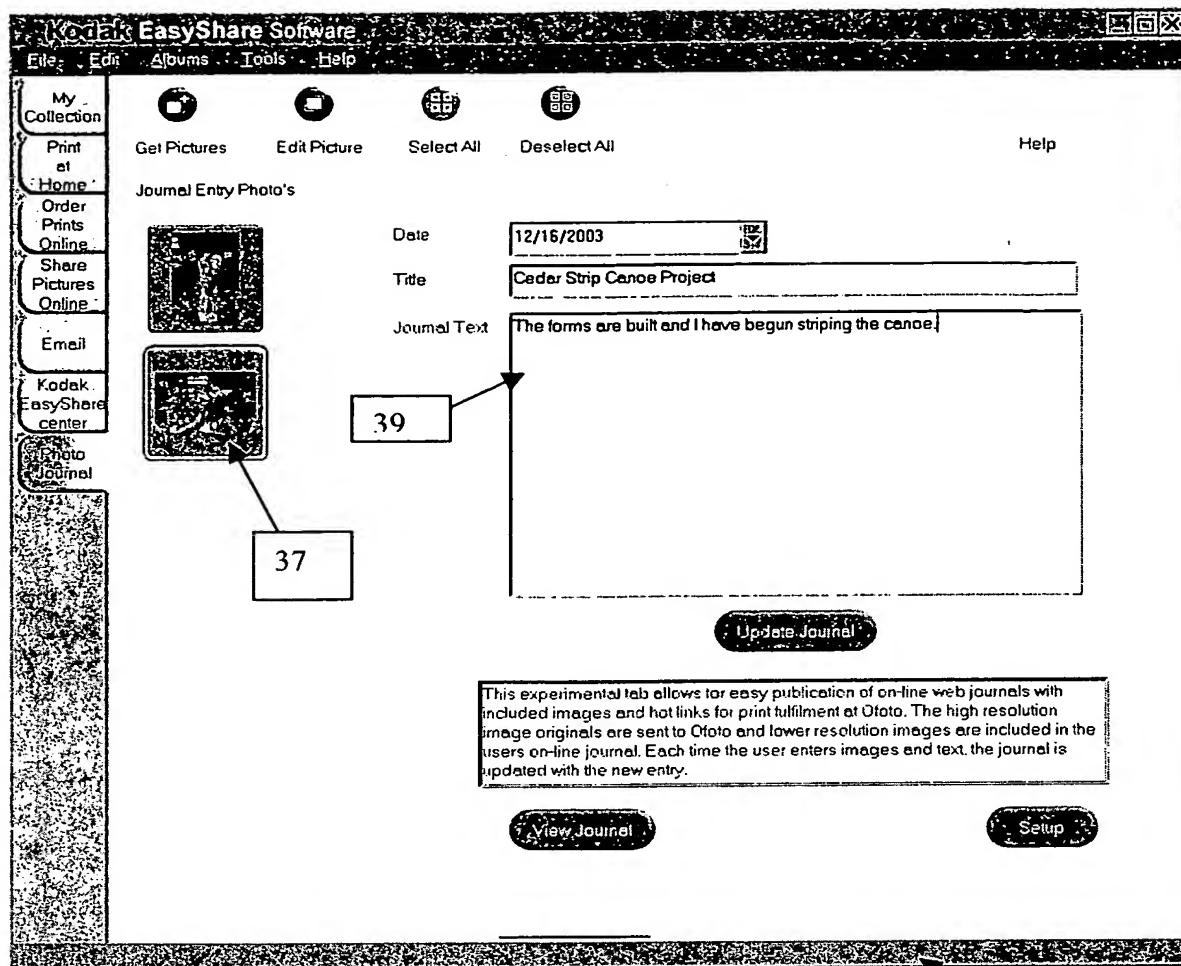 Kodak EasyShare Software
File Edit Albums Tools Help
My
Collection
Print
at
Home
Order
Prints
Online
Share
Pictures
Online
Email
Kodak
EasyShare
center
Photo
Journal
Get Pictures Edit Picture Select All Deselect All Help
Journal Entry Photo's
Date 12/16/2003
Title Cedar Strip Canoe Project
Journal Text The forms are built and I have begun striping the canoe.
39
37
Update Journal
This experimental tab allows for easy publication of on-line web journals with
included images and hot links for print fulfilment at Ofoto. The high resolution
image originals are sent to Ofoto and lower resolution images are included in the
users on-line journal. Each time the user enters images and text, the journal is
updated with the new entry.
View Journal Setup